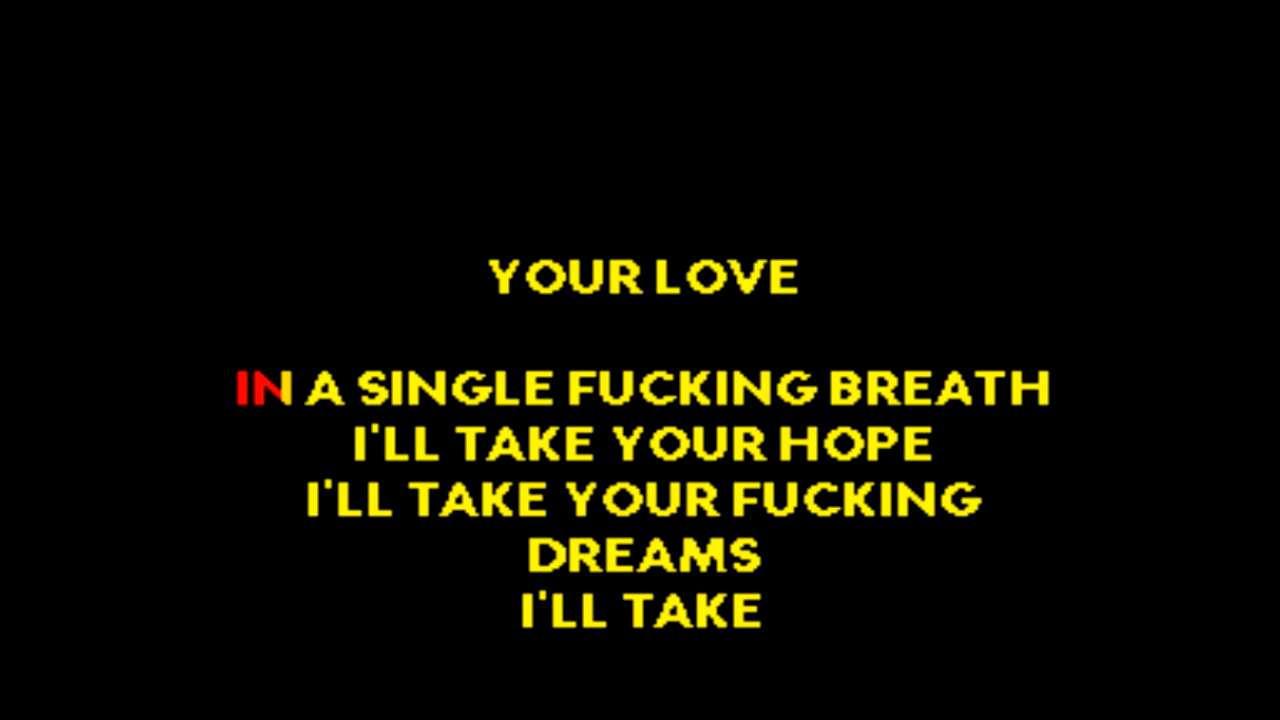 YOUR LOVE
IN A SINGLE FUCKING BREATH
I'LL TAKE YOUR HOPE
I'LL TAKE YOUR FUCKING
DREAMS
I'LL TAKE